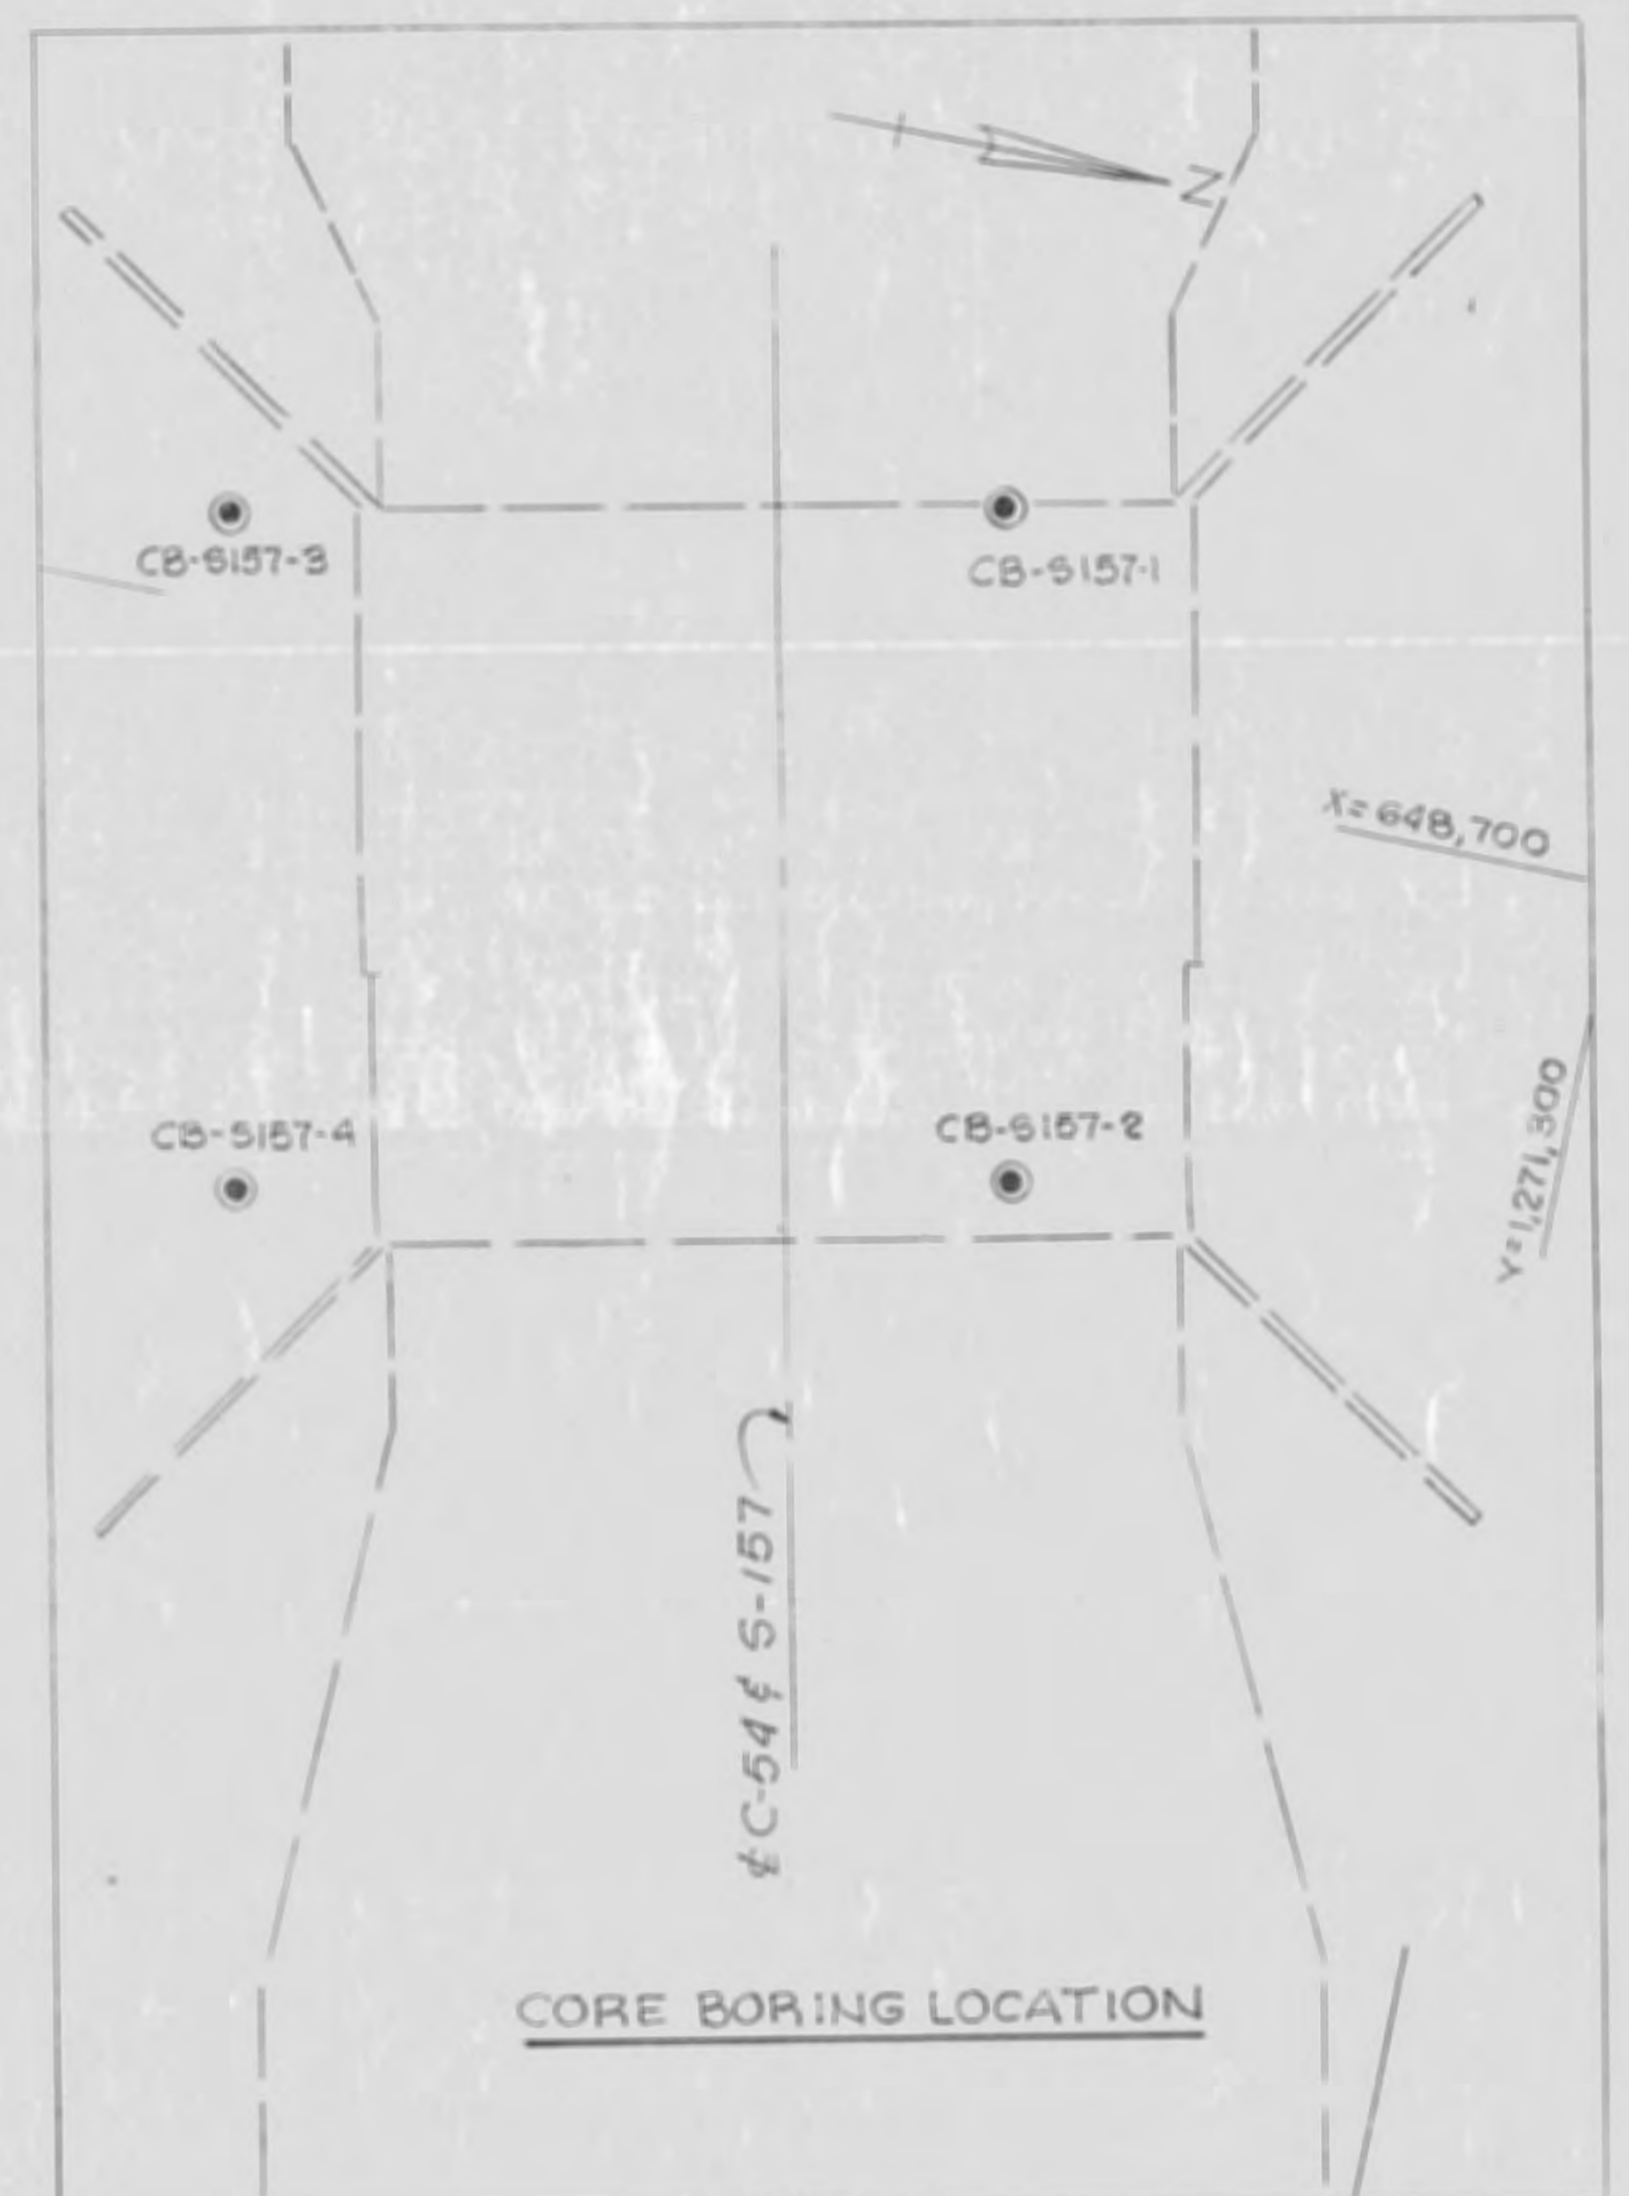 N
CB-S157-3
CB-S157-1
X=648,700
CB-S157-4
CB-S157-2
Y=1,271,300
℄ C-54 & S-157
CORE BORING LOCATION